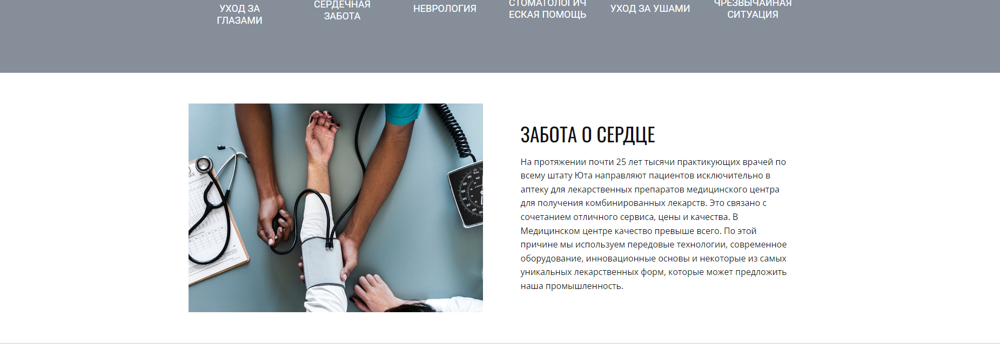 УХОД ЗА
ГЛАЗАМИ
СЕРДЕЧНАЯ
ЗАБОТА
НЕВРОЛОГИЯ
СТОМАТОЛОГИЧ
ЕСКАЯ ПОМОЩЬ
УХОД ЗА УШАМИ
ЧРЕЗВЫЧАЙНАЯ
СИТУАЦИЯ
ЗАБОТА О СЕРДЦЕ
На протяжении почти 25 лет тысячи практикующих врачей по
всему штату Юта направляют пациентов исключительно в
аптеку для лекарственных препаратов медицинского центра
для получения комбинированных лекарств. Это связано с
сочетанием отличного сервиса, цены и качества. В
Медицинском центре качество превыше всего. По этой
причине мы используем передовые технологии, современное
оборудование, инновационные основы и некоторые из самых
уникальных лекарственных форм, которые может предложить
наша промышленность.